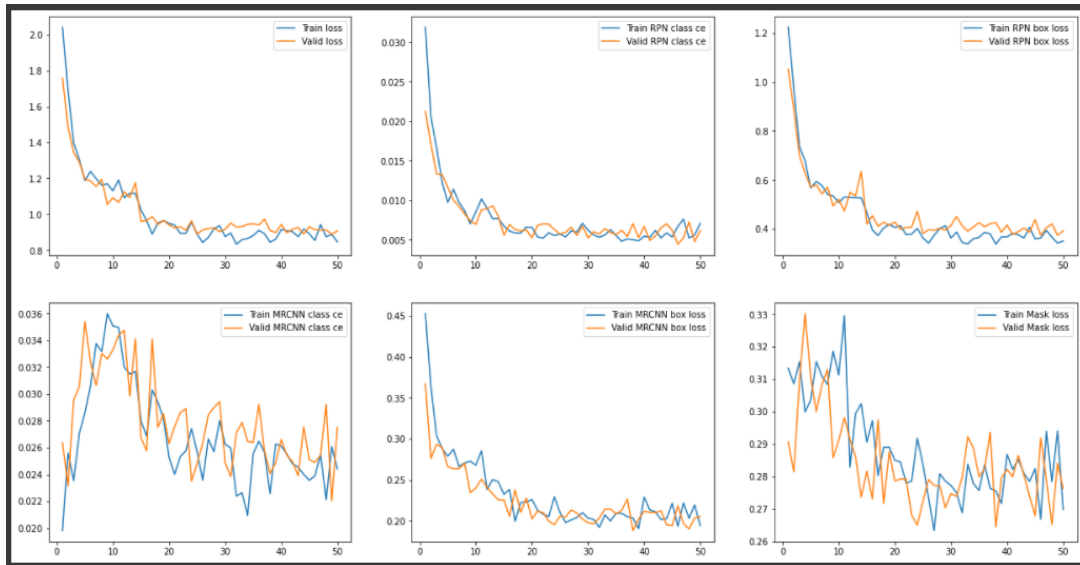 Train loss
Valid loss
2.0
1.8
1.6
1.4
1.2
1.0
0.8
0 10 20 30 40 50
Train RPN class ce
Valid RPN class ce
0.030
0.025
0.020
0.015
0.010
0.005
0 10 20 30 40 50
Train RPN box loss
Valid RPN box loss
1.2
1.0
0.8
0.6
0.4
0 10 20 30 40 50
Train MRCNN class ce
Valid MRCNN class ce
0.036
0.034
0.032
0.030
0.028
0.026
0.024
0.022
0.020
0 10 20 30 40 50
Train MRCNN box loss
Valid MRCNN box loss
0.45
0.40
0.35
0.30
0.25
0.20
0 10 20 30 40 50
Train Mask loss
Valid Mask loss
0.33
0.32
0.31
0.30
0.29
0.28
0.27
0.26
0 10 20 30 40 50